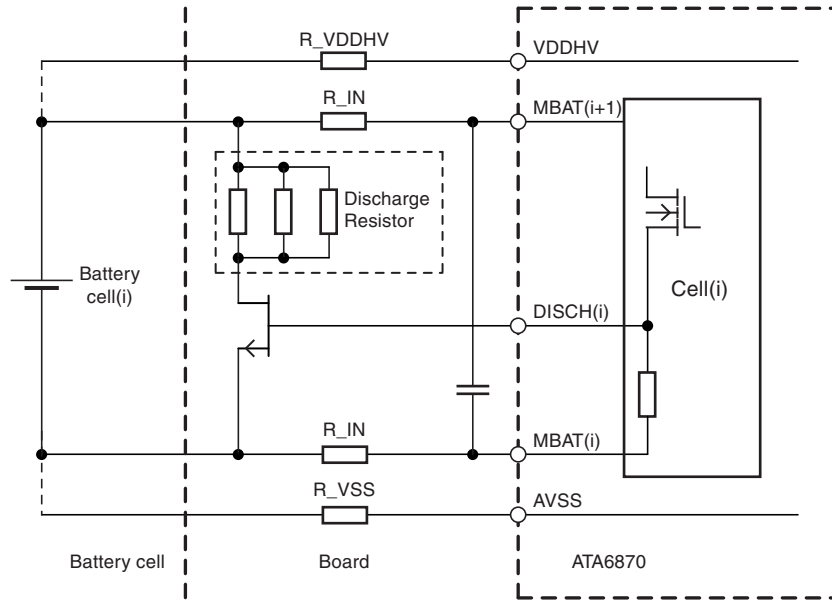 R_VDDHV
VDDHV
R_IN
MBAT(i+1)
Discharge
Resistor
Battery
cell(i)
Cell(i)
DISCH(i)
R_IN
MBAT(i)
R_VSS
AVSS
Battery cell
Board
ATA6870